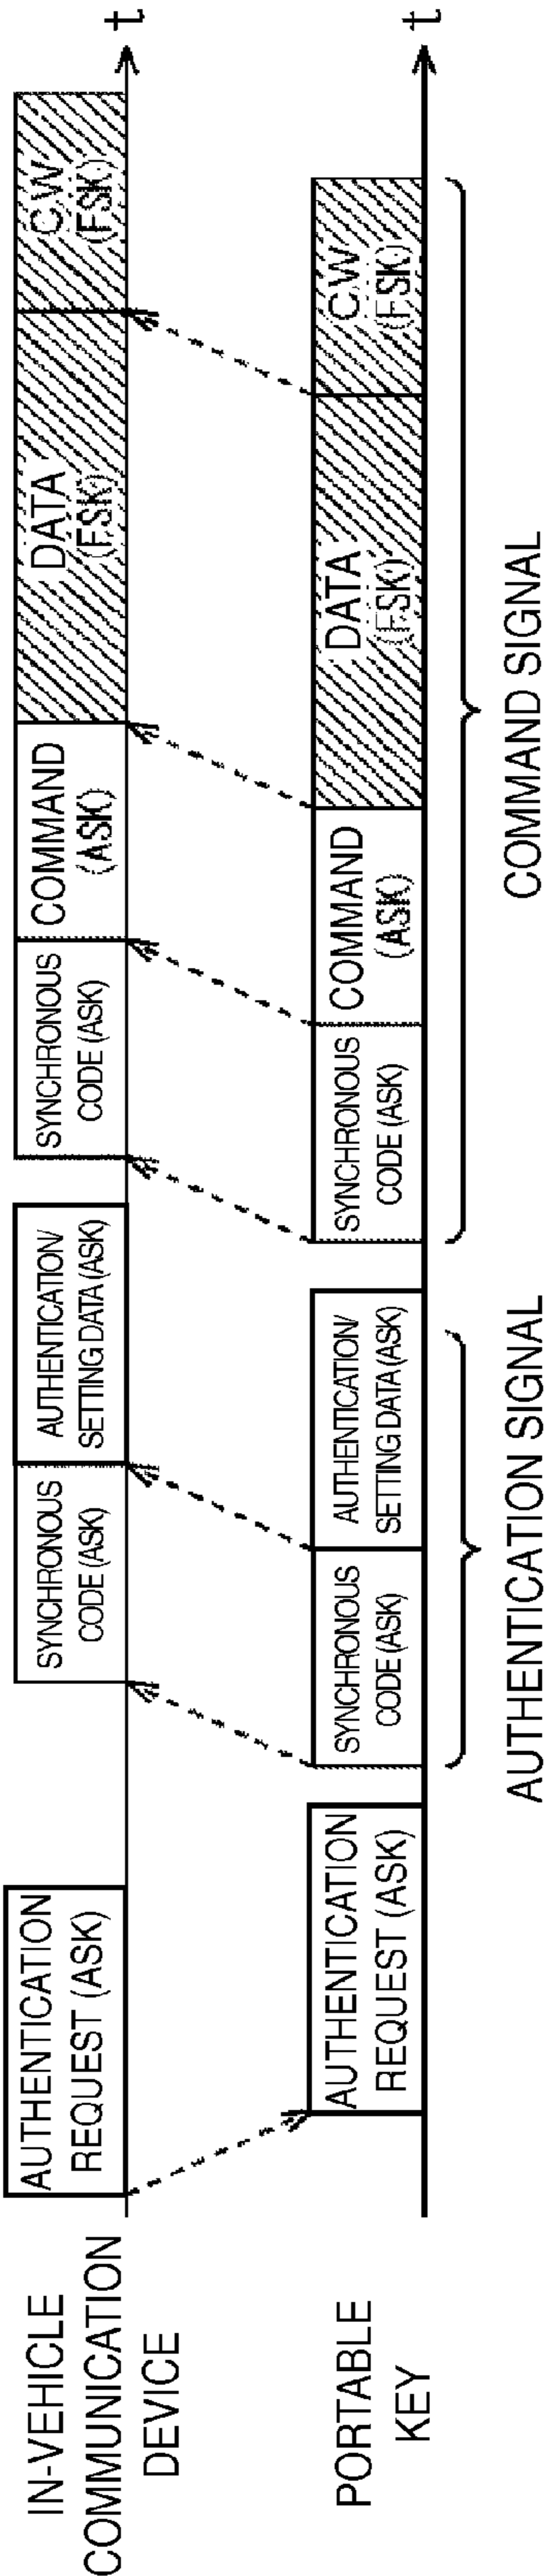 IN-VEHICLE
COMMUNICATION
DEVICE
AUTHENTICATION
REQUEST (ASK)
SYNCHRONOUS
CODE (ASK)
AUTHENTICATION/
SETTING DATA (ASK)
SYNCHRONOUS
CODE (ASK)
COMMAND
(ASK)
DATA
(FSK)
CW
(FSK)
t
PORTABLE
KEY
AUTHENTICATION
REQUEST (ASK)
SYNCHRONOUS
CODE (ASK)
AUTHENTICATION/
SETTING DATA (ASK)
SYNCHRONOUS
CODE (ASK)
COMMAND
(ASK)
DATA
(FSK)
CW
(FSK)
t
AUTHENTICATION SIGNAL
COMMAND SIGNAL